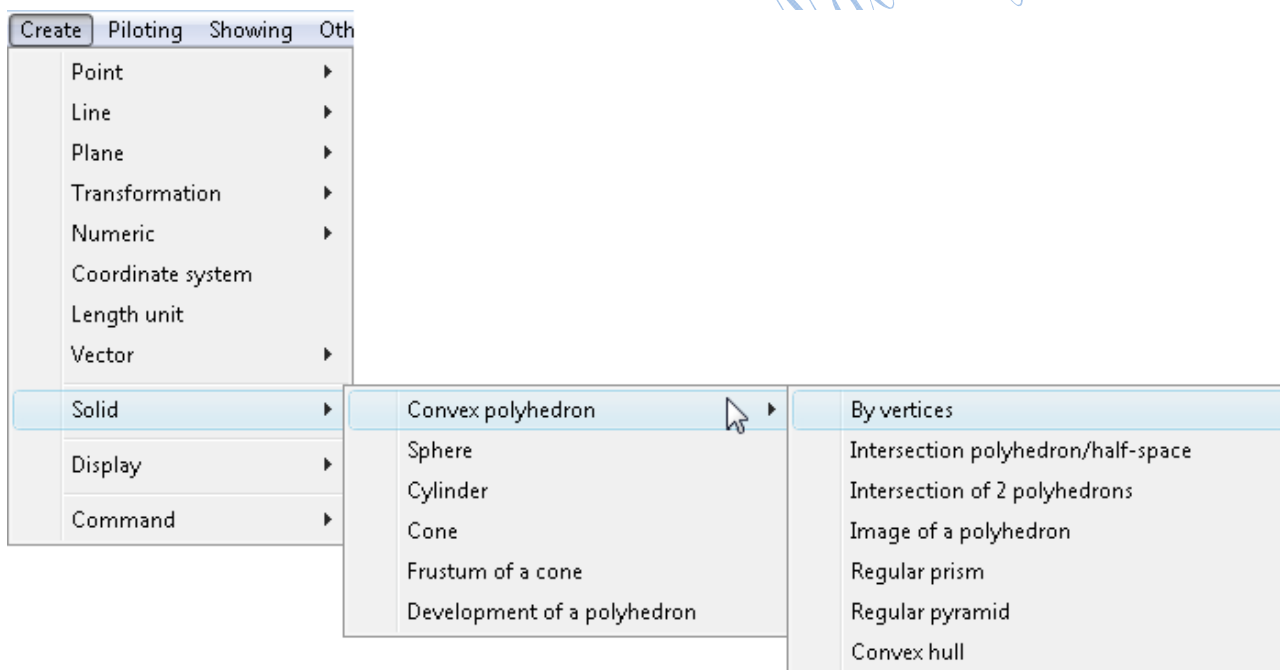 Create Piloting Showing Oth
Point
Line
Plane
Transformation
Numeric
Coordinate system
Length unit
Vector
Solid
Display
Command
Convex polyhedron
Sphere
Cylinder
Cone
Frustum of a cone
Development of a polyhedron
By vertices
Intersection polyhedron/half-space
Intersection of 2 polyhedrons
Image of a polyhedron
Regular prism
Regular pyramid
Convex hull